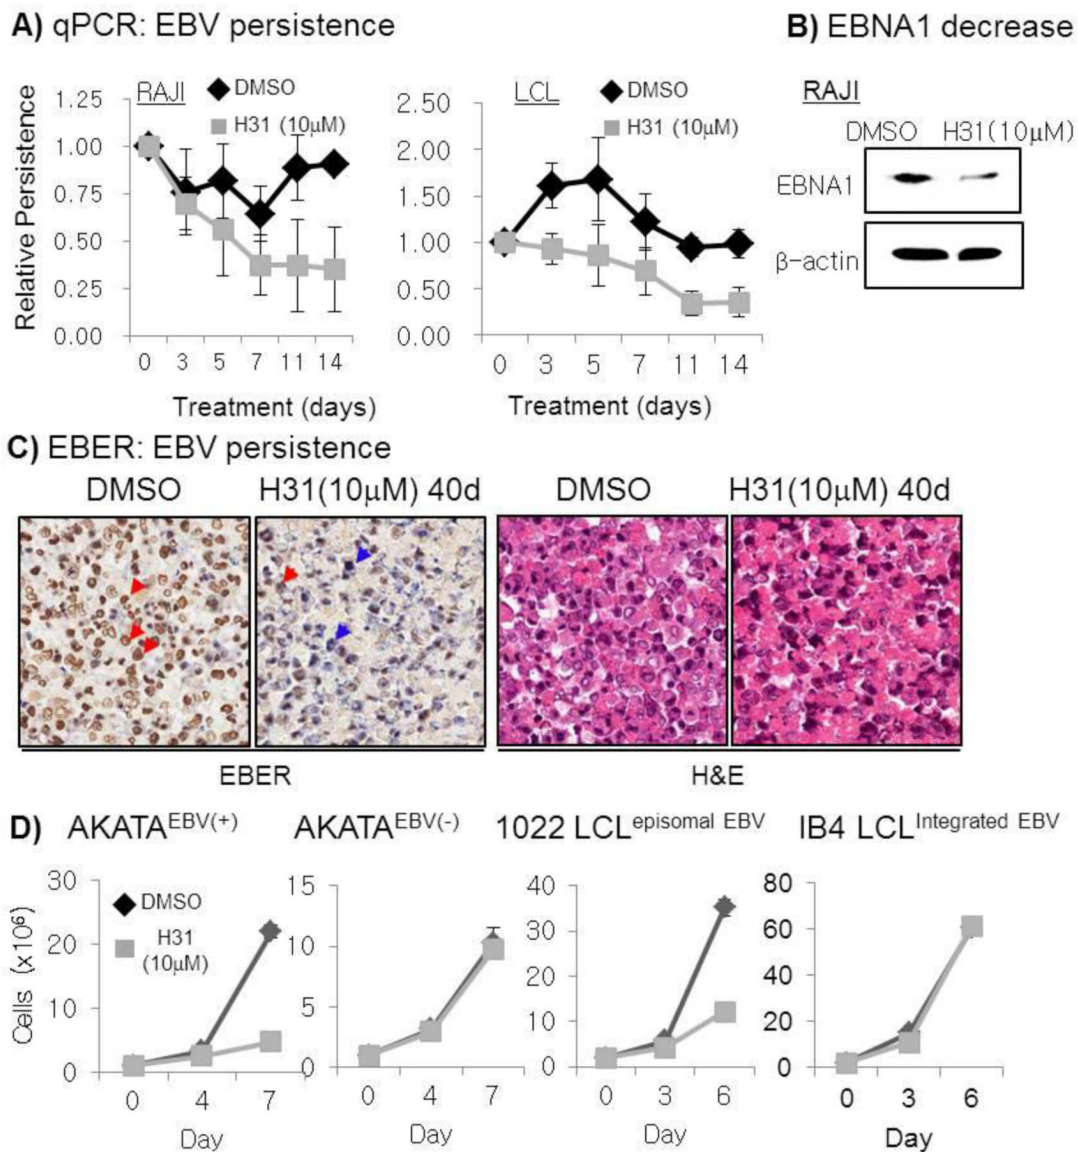 A) qPCR: EBV persistence
RAJI
DMSO
H31 (10μM)
1.25
1.00
0.75
0.50
0.25
0.00
Relative Persistence
0 3 5 7 11 14
Treatment (days)
LCL
DMSO
H31 (10μM)
2.50
2.00
1.50
1.00
0.50
0.00
0 3 5 7 11 14
Treatment (days)
B) EBNA1 decrease
RAJI
DMSO H31(10μM)
EBNA1
β-actin
C) EBER: EBV persistence
DMSO H31(10μM) 40d DMSO H31(10μM) 40d
EBER H&E
D) AKATA EBV(+)
30
20
10
0
DMSO
H31
(10μM)
Cells (x10⁶)
0 4 7
Day
AKATA EBV(-)
15
10
5
0
0 4 7
Day
1022 LCL episomal EBV
40
30
20
10
0
0 3 6
Day
IB4 LCL Integrated EBV
80
60
40
20
0
0 3 6
Day